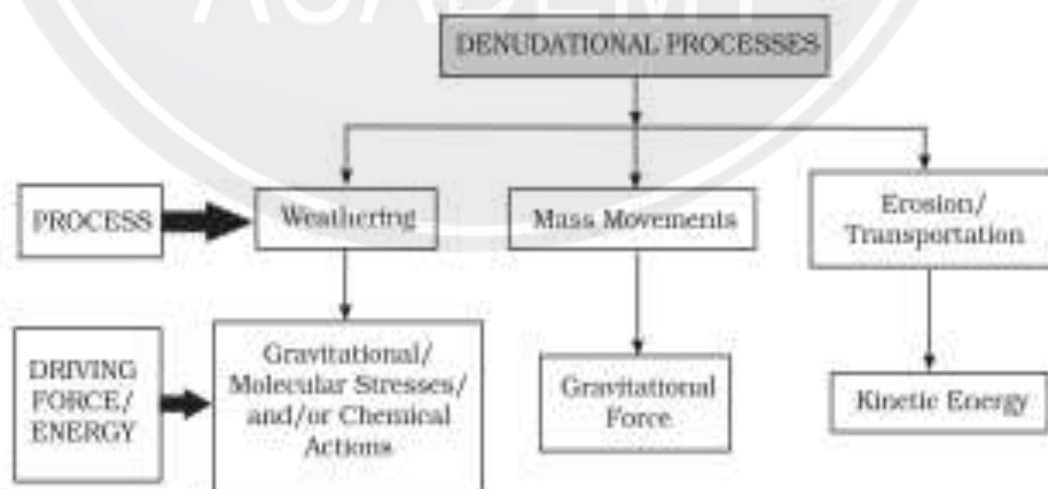 ACADEMY
DENUDATIONAL PROCESSES
PROCESS
Weathering
Mass Movements
Erosion/
Transportation
DRIVING
FORCE/
ENERGY
Gravitational/
Molecular Stresses/
and/or Chemical
Actions
Gravitational
Force
Kinetic Energy